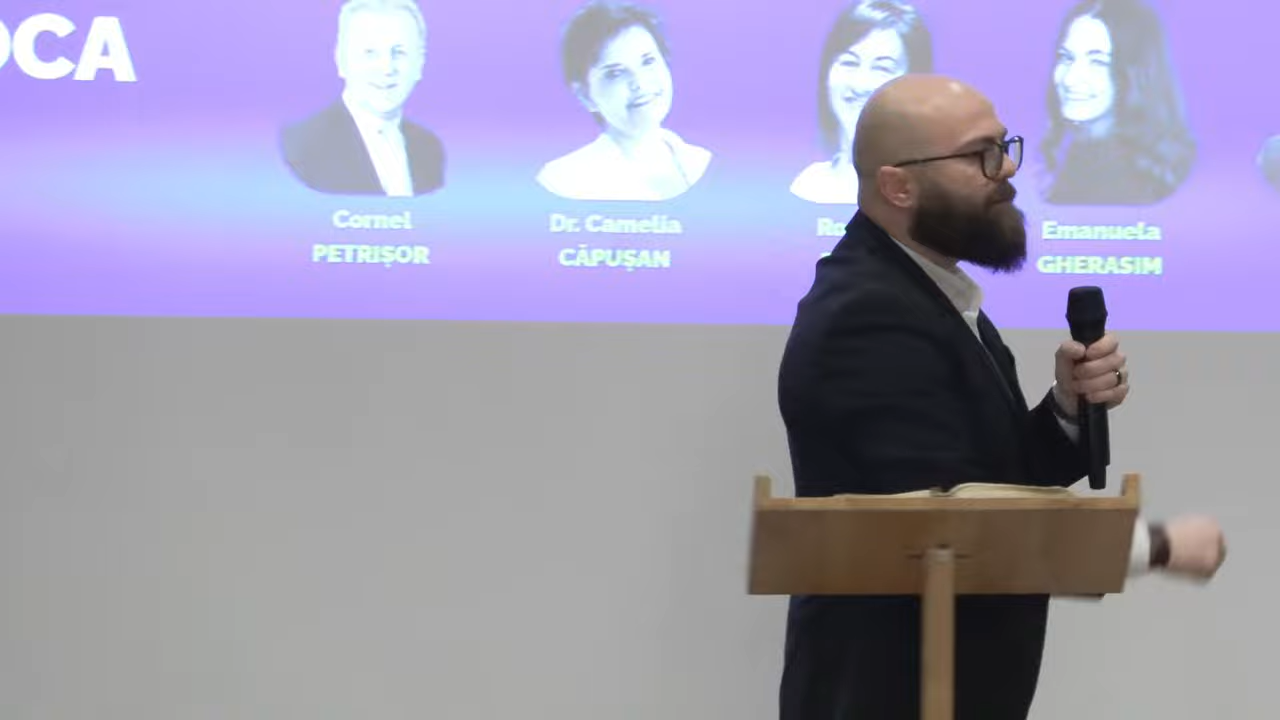 OCA
Cornel
PETRIȘOR
Dr. Camelia
CĂPUȘAN
Emanuela
GHERASIM